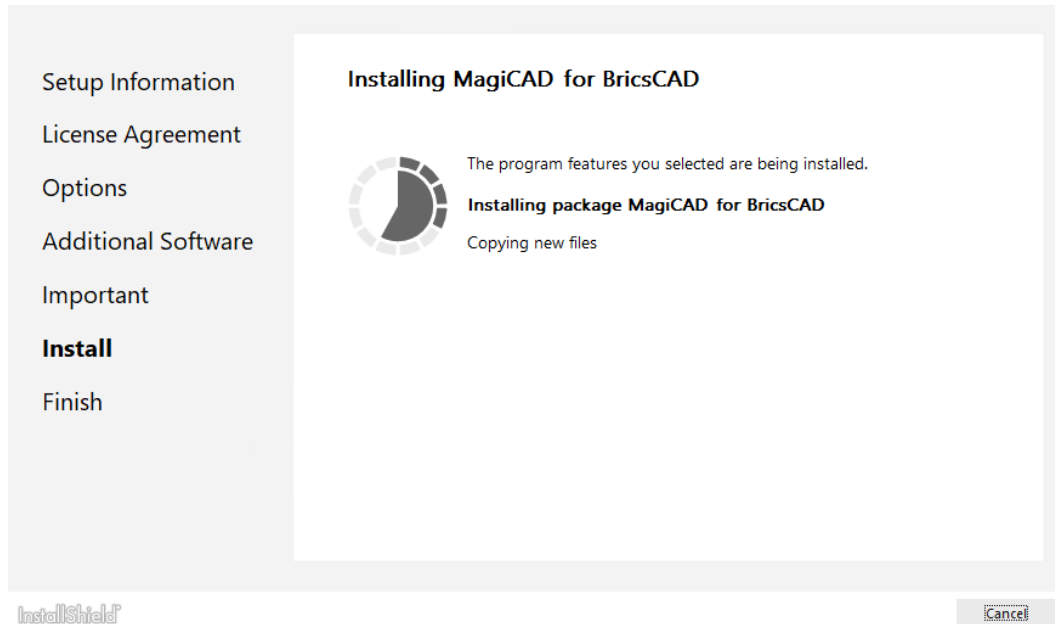 Setup Information
License Agreement
Options
Additional Software
Important
Install
Finish
Installing MagiCAD for BricsCAD
The program features you selected are being installed.
Installing package MagiCAD for BricsCAD
Copying new files
InstallShield
Cancel